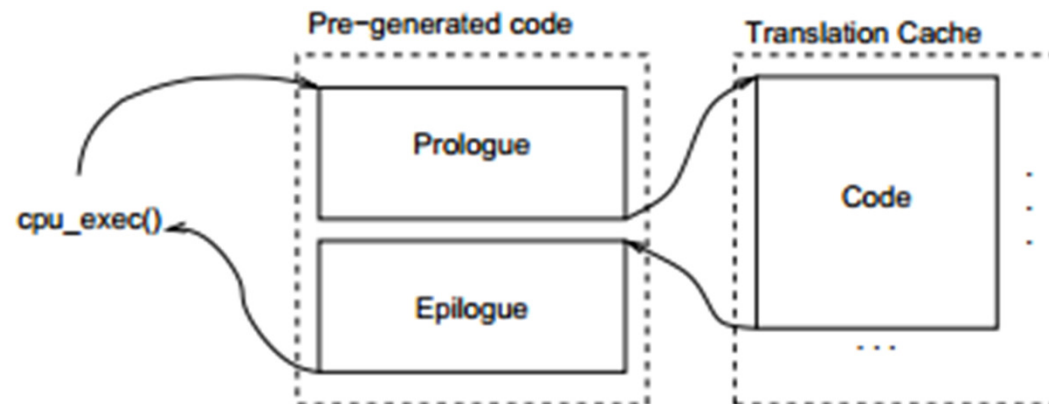 Pre-generated code
Translation Cache
Prologue
Code
cpu_exec()
Epilogue
. . .
. . .